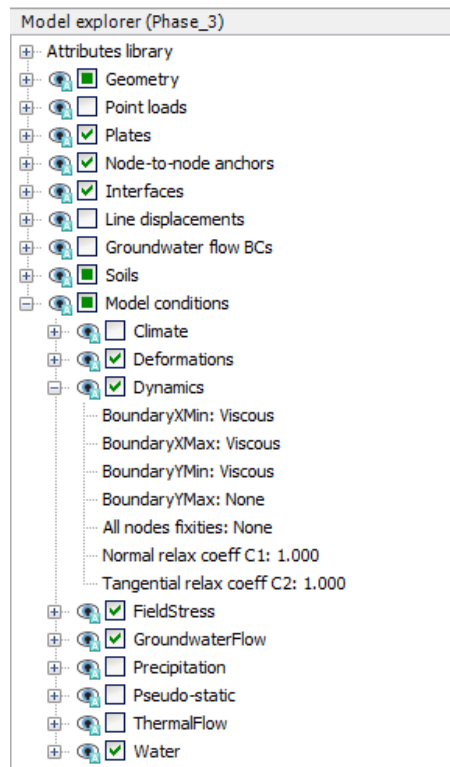 Model explorer (Phase_3)
Attributes library
Geometry
Point loads
Plates
Node-to-node anchors
Interfaces
Line displacements
Groundwater flow BCs
Soils
Model conditions
Climate
Deformations
Dynamics
BoundaryXMin: Viscous
BoundaryXMax: Viscous
BoundaryYMin: Viscous
BoundaryYMax: None
All nodes fixities: None
Normal relax coeff C1: 1.000
Tangential relax coeff C2: 1.000
FieldStress
GroundwaterFlow
Precipitation
Pseudo-static
ThermalFlow
Water